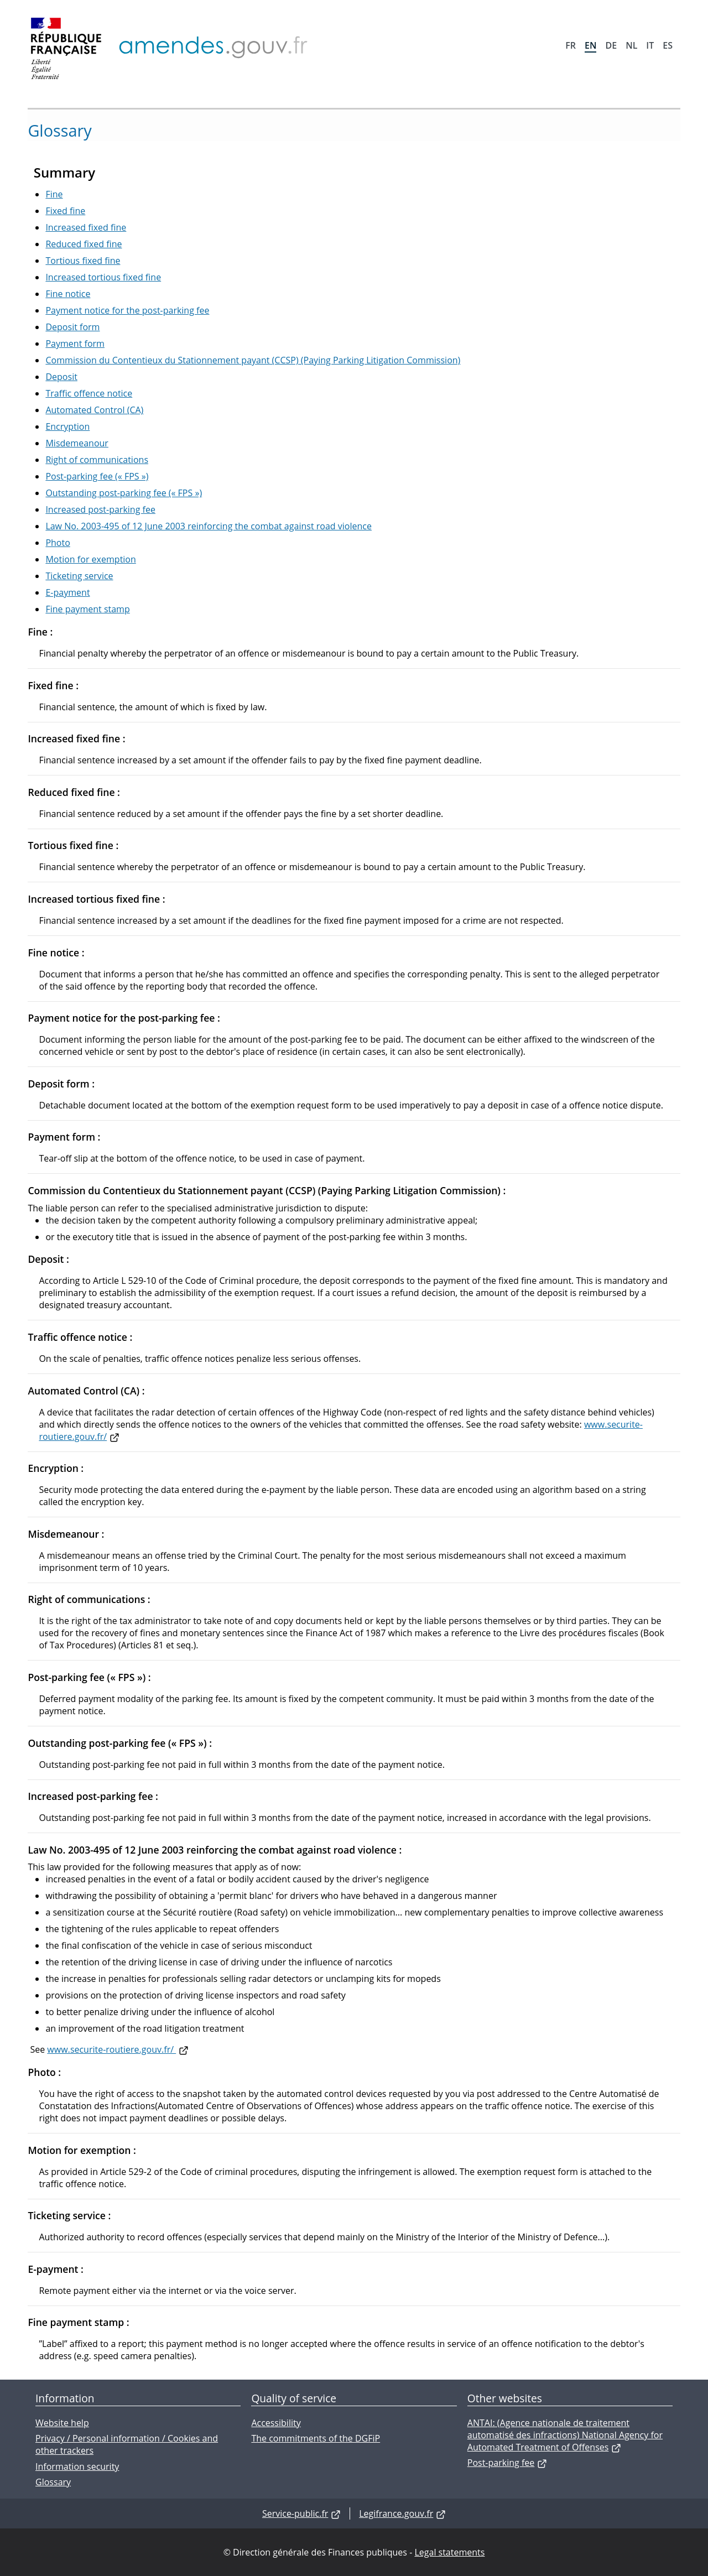 RÉPUBLIQUE
FRANÇAISE
Liberté
Égalité
Fraternité
amendes.gouv.fr
FR EN DE NL IT ES
Glossary
Summary
Fine
Fixed fine
Increased fixed fine
Reduced fixed fine
Tortious fixed fine
Increased tortious fixed fine
Fine notice
Payment notice for the post-parking fee
Deposit form
Payment form
Commission du Contentieux du Stationnement payant (CCSP) (Paying Parking Litigation Commission)
Deposit
Traffic offence notice
Automated Control (CA)
Encryption
Misdemeanour
Right of communications
Post-parking fee (« FPS »)
Outstanding post-parking fee (« FPS »)
Increased post-parking fee
Law No. 2003-495 of 12 June 2003 reinforcing the combat against road violence
Photo
Motion for exemption
Ticketing service
E-payment
Fine payment stamp
Fine :
Financial penalty whereby the perpetrator of an offence or misdemeanour is bound to pay a certain amount to the Public Treasury.
Fixed fine :
Financial sentence, the amount of which is fixed by law.
Increased fixed fine :
Financial sentence increased by a set amount if the offender fails to pay by the fixed fine payment deadline.
Reduced fixed fine :
Financial sentence reduced by a set amount if the offender pays the fine by a set shorter deadline.
Tortious fixed fine :
Financial sentence whereby the perpetrator of an offence or misdemeanour is bound to pay a certain amount to the Public Treasury.
Increased tortious fixed fine :
Financial sentence increased by a set amount if the deadlines for the fixed fine payment imposed for a crime are not respected.
Fine notice :
Document that informs a person that he/she has committed an offence and specifies the corresponding penalty. This is sent to the alleged perpetrator
of the said offence by the reporting body that recorded the offence.
Payment notice for the post-parking fee :
Document informing the person liable for the amount of the post-parking fee to be paid. The document can be either affixed to the windscreen of the
concerned vehicle or sent by post to the debtor's place of residence (in certain cases, it can also be sent electronically).
Deposit form :
Detachable document located at the bottom of the exemption request form to be used imperatively to pay a deposit in case of a offence notice dispute.
Payment form :
Tear-off slip at the bottom of the offence notice, to be used in case of payment.
Commission du Contentieux du Stationnement payant (CCSP) (Paying Parking Litigation Commission) :
The liable person can refer to the specialised administrative jurisdiction to dispute:
the decision taken by the competent authority following a compulsory preliminary administrative appeal;
or the executory title that is issued in the absence of payment of the post-parking fee within 3 months.
Deposit :
According to Article L 529-10 of the Code of Criminal procedure, the deposit corresponds to the payment of the fixed fine amount. This is mandatory and
preliminary to establish the admissibility of the exemption request. If a court issues a refund decision, the amount of the deposit is reimbursed by a
designated treasury accountant.
Traffic offence notice :
On the scale of penalties, traffic offence notices penalize less serious offenses.
Automated Control (CA) :
A device that facilitates the radar detection of certain offences of the Highway Code (non-respect of red lights and the safety distance behind vehicles)
and which directly sends the offence notices to the owners of the vehicles that committed the offenses. See the road safety website: www.securite-
routiere.gouv.fr/
Encryption :
Security mode protecting the data entered during the e-payment by the liable person. These data are encoded using an algorithm based on a string
called the encryption key.
Misdemeanour :
A misdemeanour means an offense tried by the Criminal Court. The penalty for the most serious misdemeanours shall not exceed a maximum
imprisonment term of 10 years.
Right of communications :
It is the right of the tax administrator to take note of and copy documents held or kept by the liable persons themselves or by third parties. They can be
used for the recovery of fines and monetary sentences since the Finance Act of 1987 which makes a reference to the Livre des procédures fiscales (Book
of Tax Procedures) (Articles 81 et seq.).
Post-parking fee (« FPS ») :
Deferred payment modality of the parking fee. Its amount is fixed by the competent community. It must be paid within 3 months from the date of the
payment notice.
Outstanding post-parking fee (« FPS ») :
Outstanding post-parking fee not paid in full within 3 months from the date of the payment notice.
Increased post-parking fee :
Outstanding post-parking fee not paid in full within 3 months from the date of the payment notice, increased in accordance with the legal provisions.
Law No. 2003-495 of 12 June 2003 reinforcing the combat against road violence :
This law provided for the following measures that apply as of now:
increased penalties in the event of a fatal or bodily accident caused by the driver's negligence
withdrawing the possibility of obtaining a 'permit blanc' for drivers who have behaved in a dangerous manner
a sensitization course at the Sécurité routière (Road safety) on vehicle immobilization... new complementary penalties to improve collective awareness
the tightening of the rules applicable to repeat offenders
the final confiscation of the vehicle in case of serious misconduct
the retention of the driving license in case of driving under the influence of narcotics
the increase in penalties for professionals selling radar detectors or unclamping kits for mopeds
provisions on the protection of driving license inspectors and road safety
to better penalize driving under the influence of alcohol
an improvement of the road litigation treatment
See www.securite-routiere.gouv.fr/
Photo :
You have the right of access to the snapshot taken by the automated control devices requested by you via post addressed to the Centre Automatisé de
Constatation des Infractions(Automated Centre of Observations of Offences) whose address appears on the traffic offence notice. The exercise of this
right does not impact payment deadlines or possible delays.
Motion for exemption :
As provided in Article 529-2 of the Code of criminal procedures, disputing the infringement is allowed. The exemption request form is attached to the
traffic offence notice.
Ticketing service :
Authorized authority to record offences (especially services that depend mainly on the Ministry of the Interior of the Ministry of Defence...).
E-payment :
Remote payment either via the internet or via the voice server.
Fine payment stamp :
"Label" affixed to a report; this payment method is no longer accepted where the offence results in service of an offence notification to the debtor's
address (e.g. speed camera penalties).
Information
Website help
Privacy / Personal information / Cookies and
other trackers
Information security
Glossary
Quality of service
Accessibility
The commitments of the DGFiP
Other websites
ANTAI: (Agence nationale de traitement
automatisé des infractions) National Agency for
Automated Treatment of Offenses
Post-parking fee
Service-public.fr Legifrance.gouv.fr
© Direction générale des Finances publiques - Legal statements